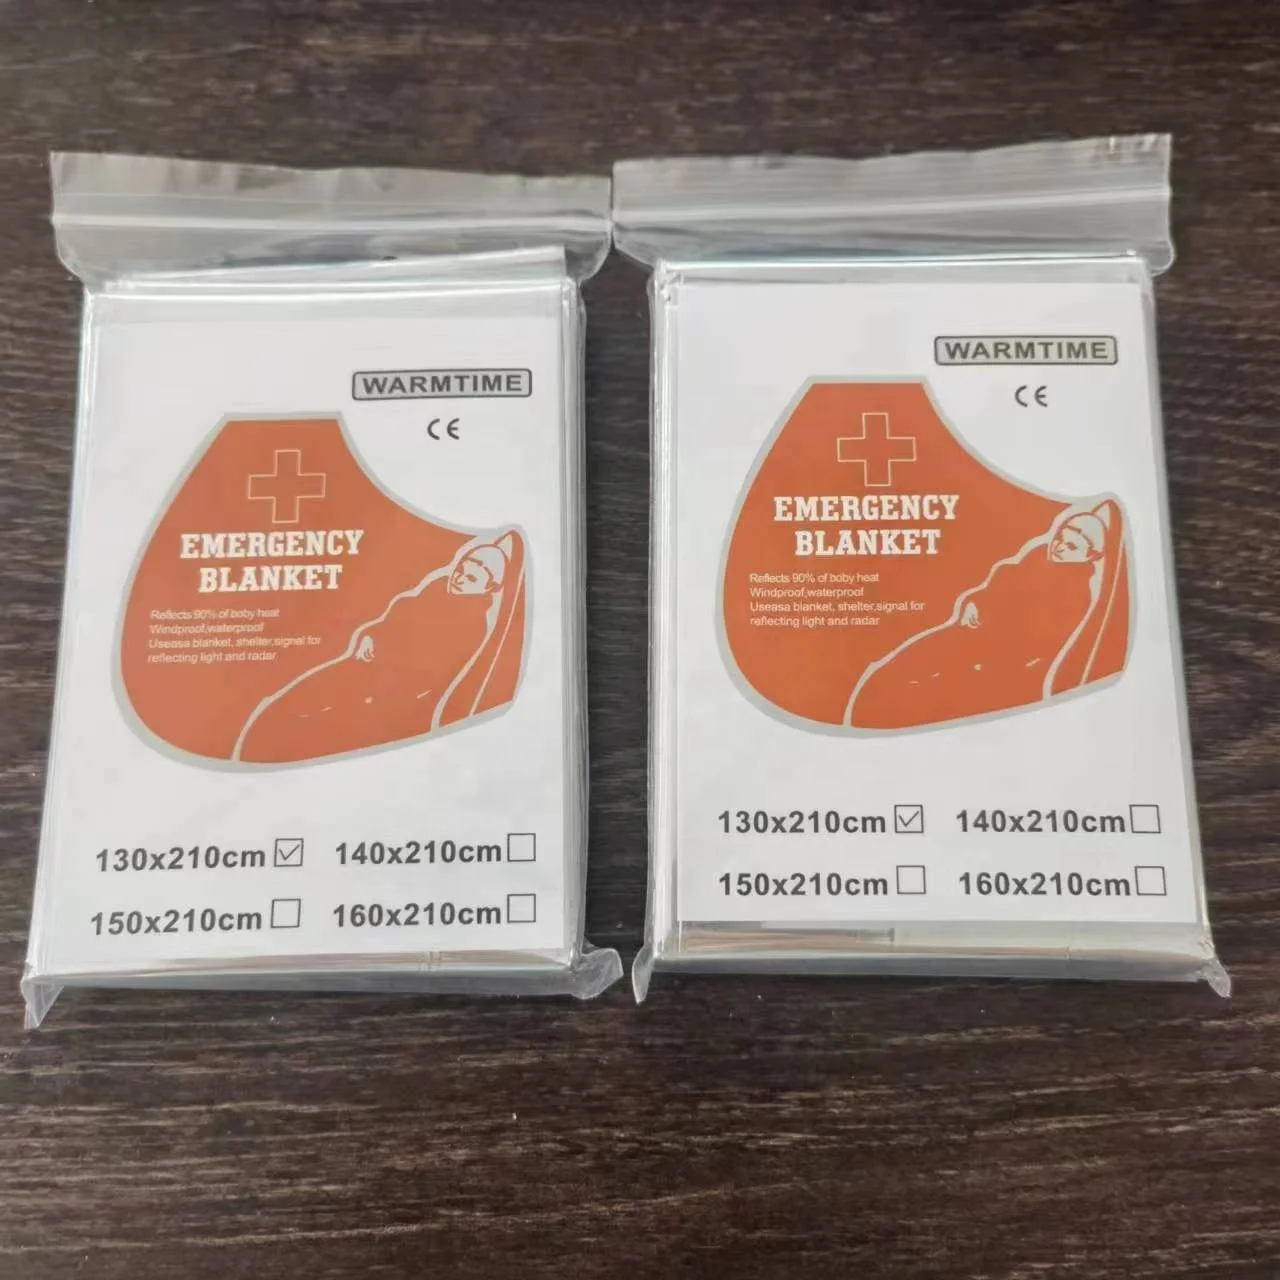 WARMTIME
CE
EMERGENCY
BLANKET
Reflects 90% of boby heat
Windproof,waterproof
Useasa blanket, shelter,signal for
reflecting light and radar
130x210cm ☑ 140x210cm ☐
150x210cm ☐ 160x210cm ☐
WARMTIME
CE
EMERGENCY
BLANKET
Reflects 90% of boby heat
Windproof,waterproof
Useasa blanket, shelter,signal for
reflecting light and radar
130x210cm ☑ 140x210cm ☐
150x210cm ☐ 160x210cm ☐